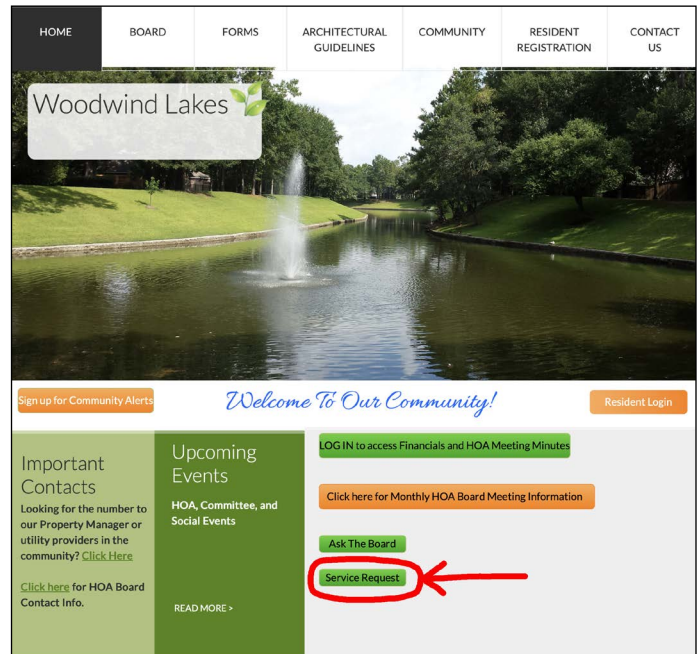 HOME
BOARD
FORMS
ARCHITECTURAL
GUIDELINES
COMMUNITY
RESIDENT
REGISTRATION
CONTACT
US
Woodwind Lakes
Sign up for Community Alerts
Welcome To Our Community!
Resident Login
Important
Contacts
Looking for the number to
our Property Manager or
utility providers in the
community? Click Here
Click here for HOA Board
Contact Info.
Upcoming
Events
HOA, Committee, and
Social Events
READ MORE >
LOG IN to access Financials and HOA Meeting Minutes
Click here for Monthly HOA Board Meeting Information
Ask The Board
Service Request